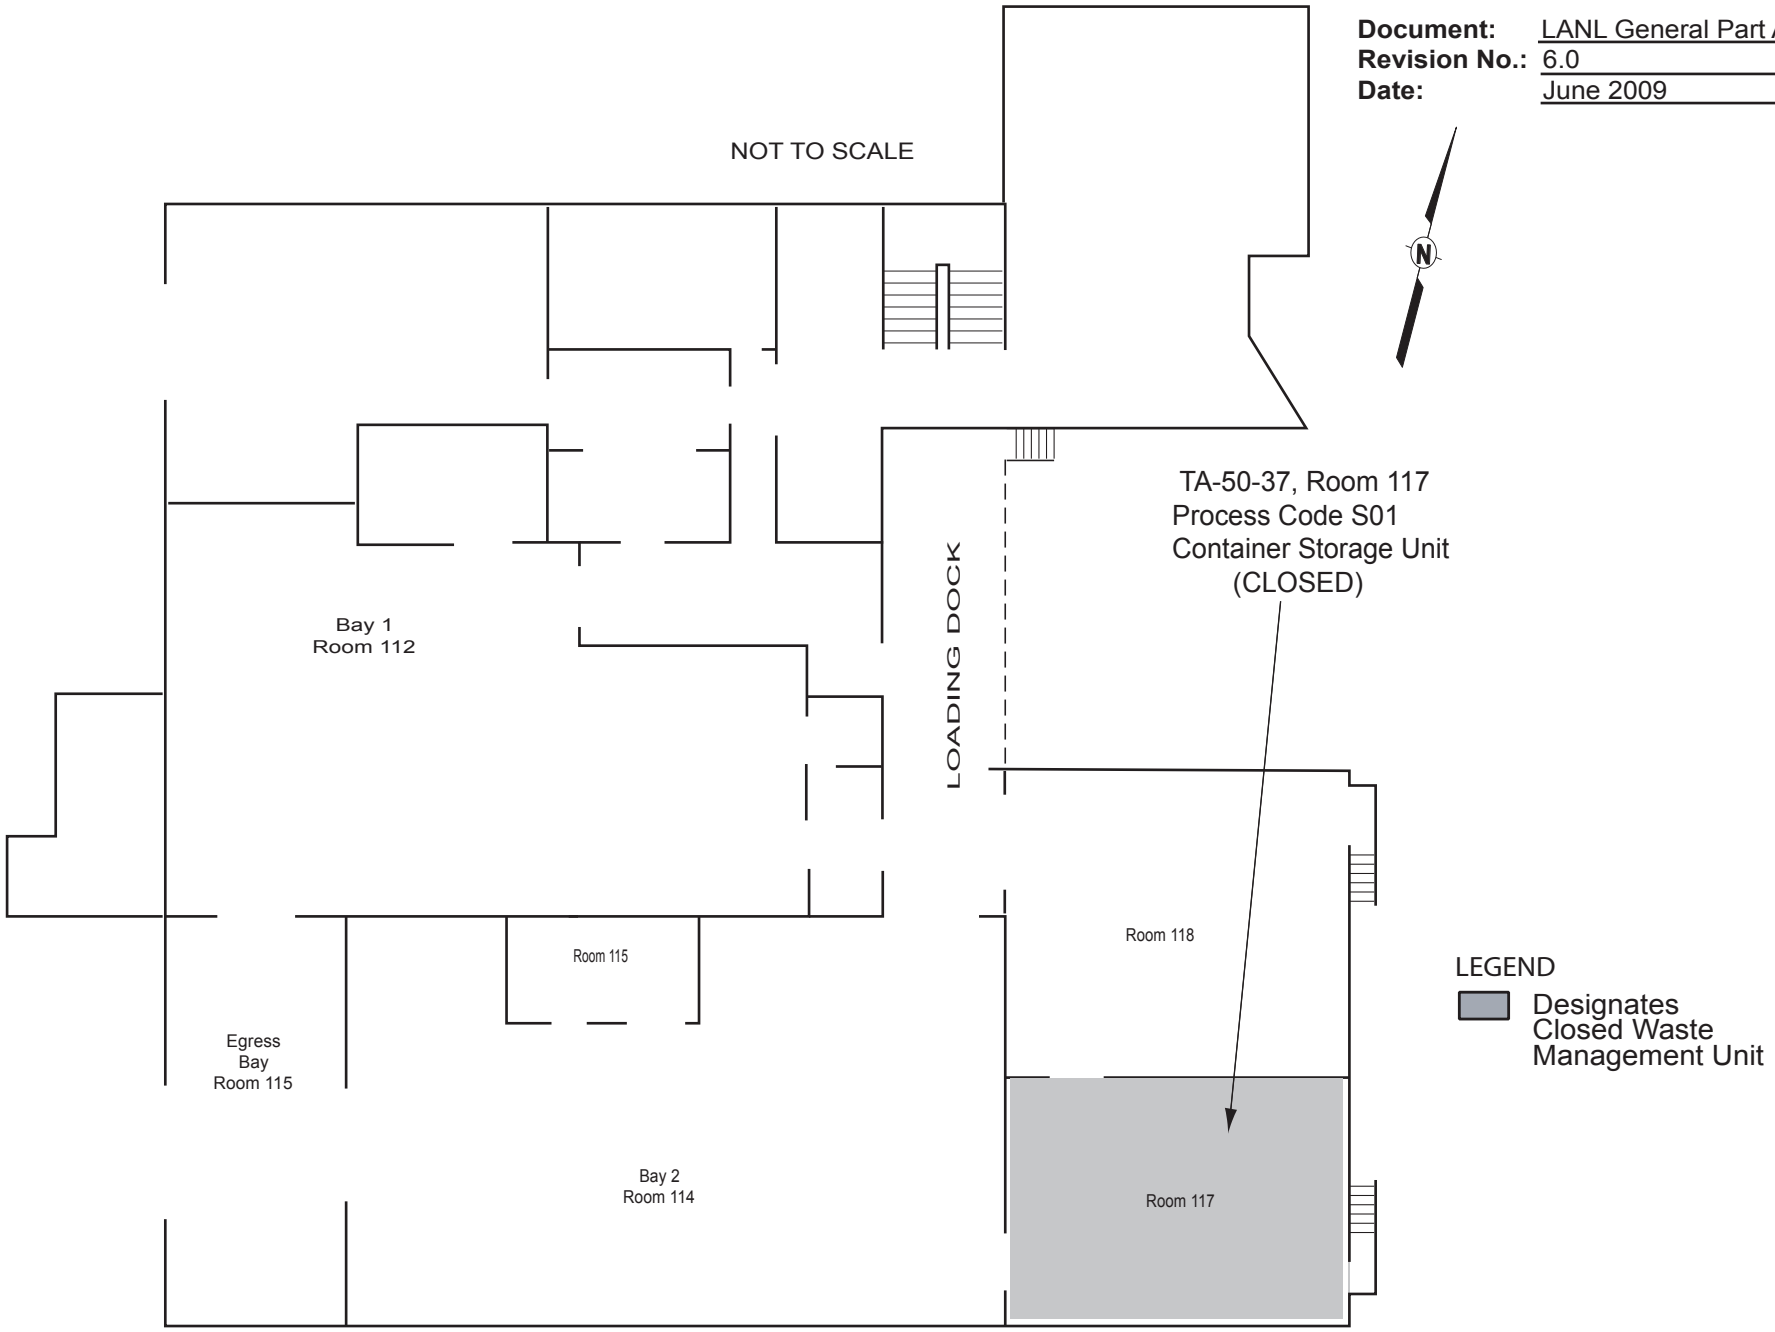 Document: LANL General Part A
Revision No.: 6.0
Date: June 2009
NOT TO SCALE
N
TA-50-37, Room 117
Process Code S01
Container Storage Unit
(CLOSED)
LOADING DOCK
Bay 1
Room 112
Room 118
Room 115
LEGEND
Designates
Closed Waste
Management Unit
Egress
Bay
Room 115
Bay 2
Room 114
Room 117